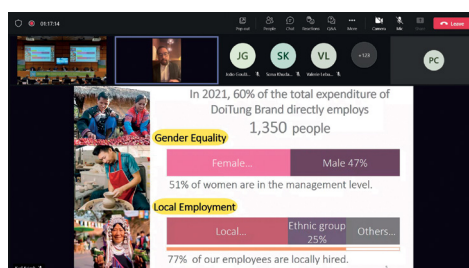 01:17:14
Pop out
People
Chat
Reactions
Q&A
More
Camera
Mic
Share
Leave
JG
SK
VL
+123
PC
In 2021, 60% of the total expenditure of
DoiTung Brand directly employs
1,350 people
Gender Equality
Female...
Male 47%
51% of women are in the management level.
Local Employment
Local...
Ethnic group
25%
Others...
77% of our employees are locally hired.